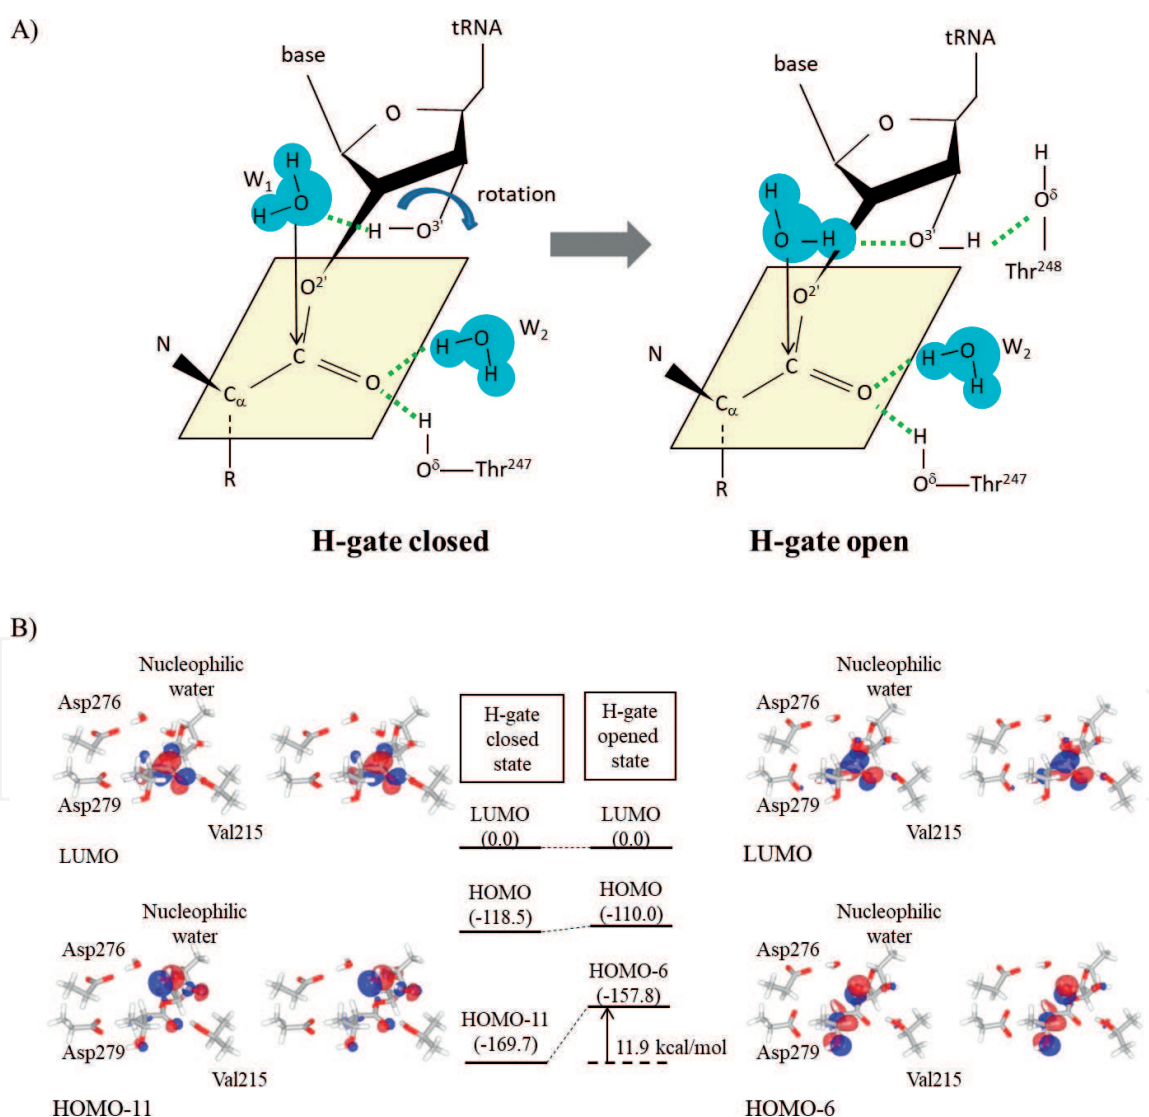 A)
tRNA
base
O
H
W1
O
H
rotation
H
O3'
O2'
N
C
H
O
W2
H
O
Cα
H
R
Oδ
Thr247
H-gate closed
tRNA
base
O
H
H
Oδ
O
H
O3'
H
Thr248
O2'
N
C
H
O
W2
H
O
Cα
H
R
Oδ
Thr247
H-gate open
B)
Nucleophilic
water
Asp276
Asp279
Val215
LUMO
Nucleophilic
water
Asp276
Asp279
Val215
HOMO-11
H-gate
closed
state
H-gate
opened
state
LUMO
(0.0)
LUMO
(0.0)
HOMO
(-118.5)
HOMO
(-110.0)
HOMO-6
(-157.8)
HOMO-11
(-169.7)
11.9 kcal/mol
Nucleophilic
water
Asp276
Asp279
Val215
LUMO
Nucleophilic
water
Asp276
Asp279
Val215
HOMO-6